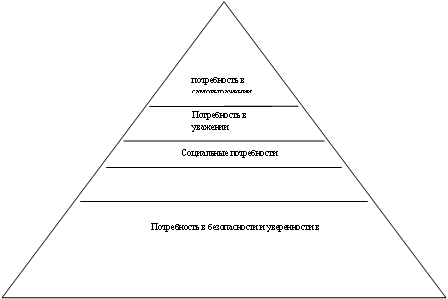 потребность в
Потребность в
уважении
Социальные потребности
Потребность в безопасности и уверенности в